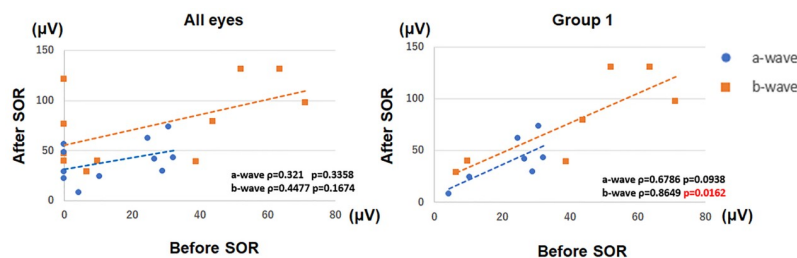 All eyes
(μV)
150
100
50
0
After SOR
0 20 40 60 80
a-wave ρ=0.321 p=0.3358
b-wave ρ=0.4477 p=0.1674
(μV)
Before SOR
Group 1
(μV)
150
100
50
0
After SOR
0 20 40 60 80
a-wave ρ=0.6786 p=0.0938
b-wave ρ=0.8649 p=0.0162
(μV)
Before SOR
a-wave
b-wave